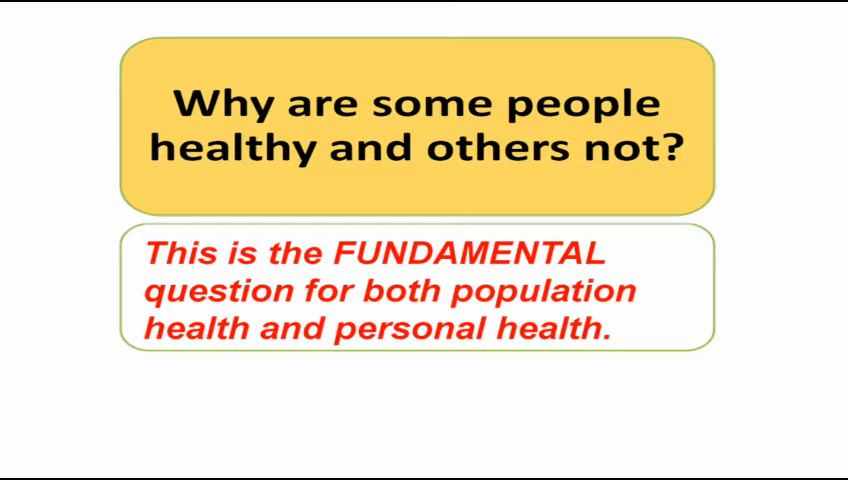 Why are some people
healthy and others not?
This is the FUNDAMENTAL
question for both population
health and personal health.